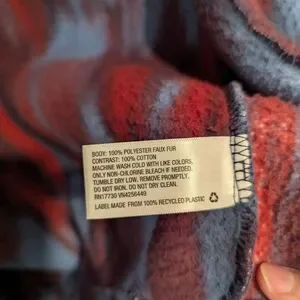 BODY: 100% POLYESTER FAUX FUR
CONTRAST: 100% COTTON
MACHINE WASH COLD WITH LIKE COLORS.
ONLY NON-CHLORINE BLEACH IF NEEDED.
TUMBLE DRY LOW. REMOVE PROMPTLY.
DO NOT IRON. DO NOT DRY CLEAN.
RN17730 VN4256449
LABEL MADE FROM 100% RECYCLED PLASTIC